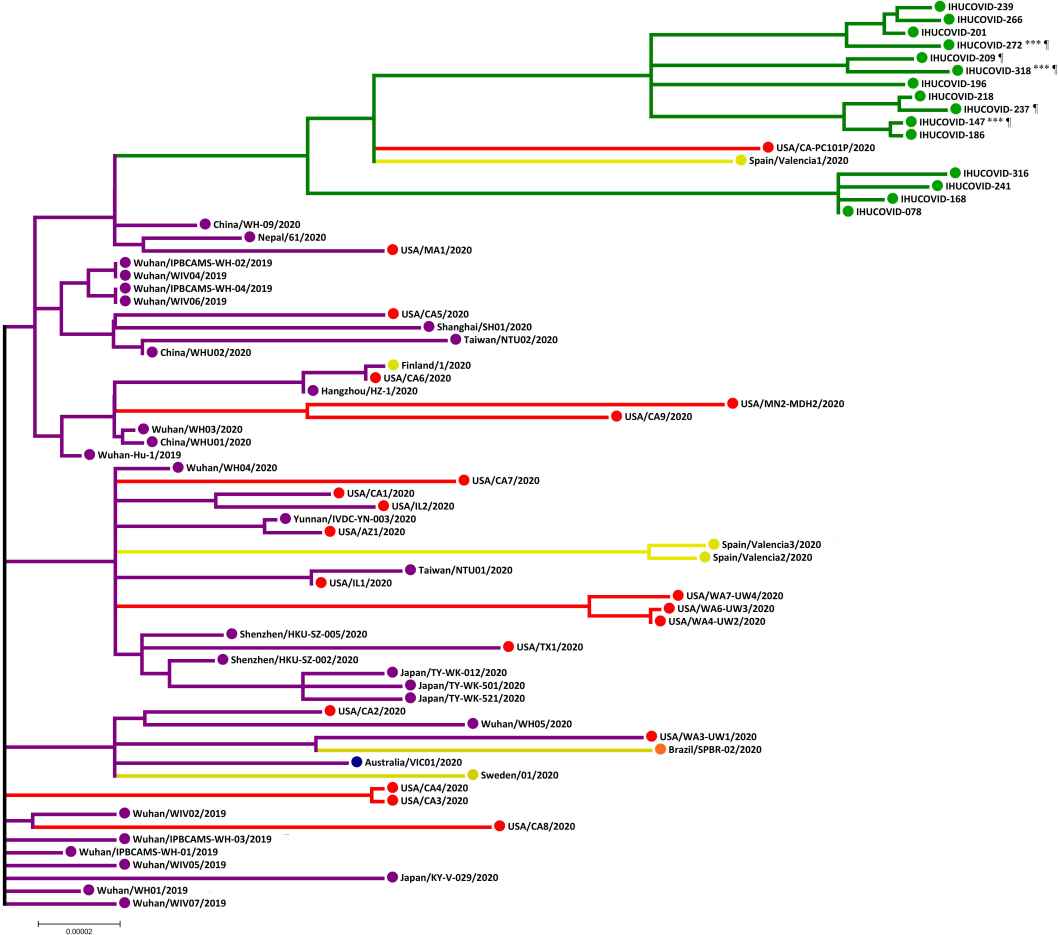 IHUCOVID-239
IHUCOVID-266
IHUCOVID-201
IHUCOVID-272 *** ¶
IHUCOVID-209 ¶
IHUCOVID-318 *** ¶
IHUCOVID-196
IHUCOVID-218
IHUCOVID-237 ¶
IHUCOVID-147 *** ¶
IHUCOVID-186
USA/CA-PC101P/2020
Spain/Valencia1/2020
IHUCOVID-316
IHUCOVID-241
IHUCOVID-168
IHUCOVID-078
China/WH-09/2020
Nepal/61/2020
USA/MA1/2020
Wuhan/IPBCAMS-WH-02/2019
Wuhan/WIV04/2019
Wuhan/IPBCAMS-WH-04/2019
Wuhan/WIV06/2019
USA/CA5/2020
Shanghai/SH01/2020
Taiwan/NTU02/2020
China/WHU02/2020
Finland/1/2020
USA/CA6/2020
Hangzhou/HZ-1/2020
USA/MN2-MDH2/2020
USA/CA9/2020
Wuhan/WH03/2020
China/WHU01/2020
Wuhan-Hu-1/2019
Wuhan/WH04/2020
USA/CA7/2020
USA/CA1/2020
USA/IL2/2020
Yunnan/IVDC-YN-003/2020
USA/AZ1/2020
Spain/Valencia3/2020
Spain/Valencia2/2020
Taiwan/NTU01/2020
USA/IL1/2020
USA/WA7-UW4/2020
USA/WA6-UW3/2020
USA/WA4-UW2/2020
Shenzhen/HKU-SZ-005/2020
USA/TX1/2020
Shenzhen/HKU-SZ-002/2020
Japan/TY-WK-012/2020
Japan/TY-WK-501/2020
Japan/TY-WK-521/2020
USA/CA2/2020
Wuhan/WH05/2020
USA/WA3-UW1/2020
Brazil/SPBR-02/2020
Australia/VIC01/2020
Sweden/01/2020
USA/CA4/2020
USA/CA3/2020
Wuhan/WIV02/2019
USA/CA8/2020
Wuhan/IPBCAMS-WH-03/2019
Wuhan/IPBCAMS-WH-01/2019
Wuhan/WIV05/2019
Japan/KY-V-029/2020
Wuhan/WH01/2019
Wuhan/WIV07/2019
0.00002